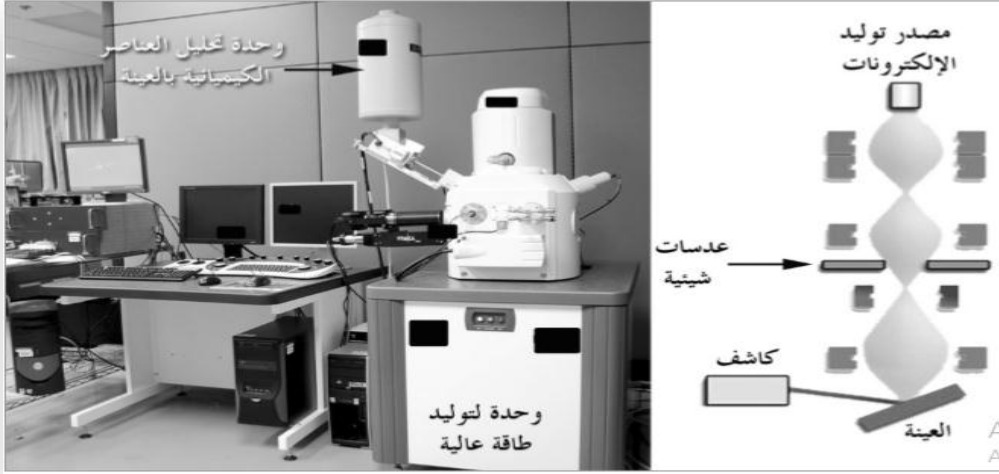 وحدة تحليل العناصر
الكيميائية بالعينة
وحدة لتوليد
طاقة عالية
مصدر توليد
الإلكترونات
عدسات
شيئية
كاشف
العينة